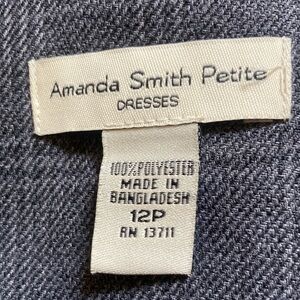 Amanda Smith Petite
DRESSES
100% POLYESTER
MADE IN
BANGLADESH
12P
RN 13711